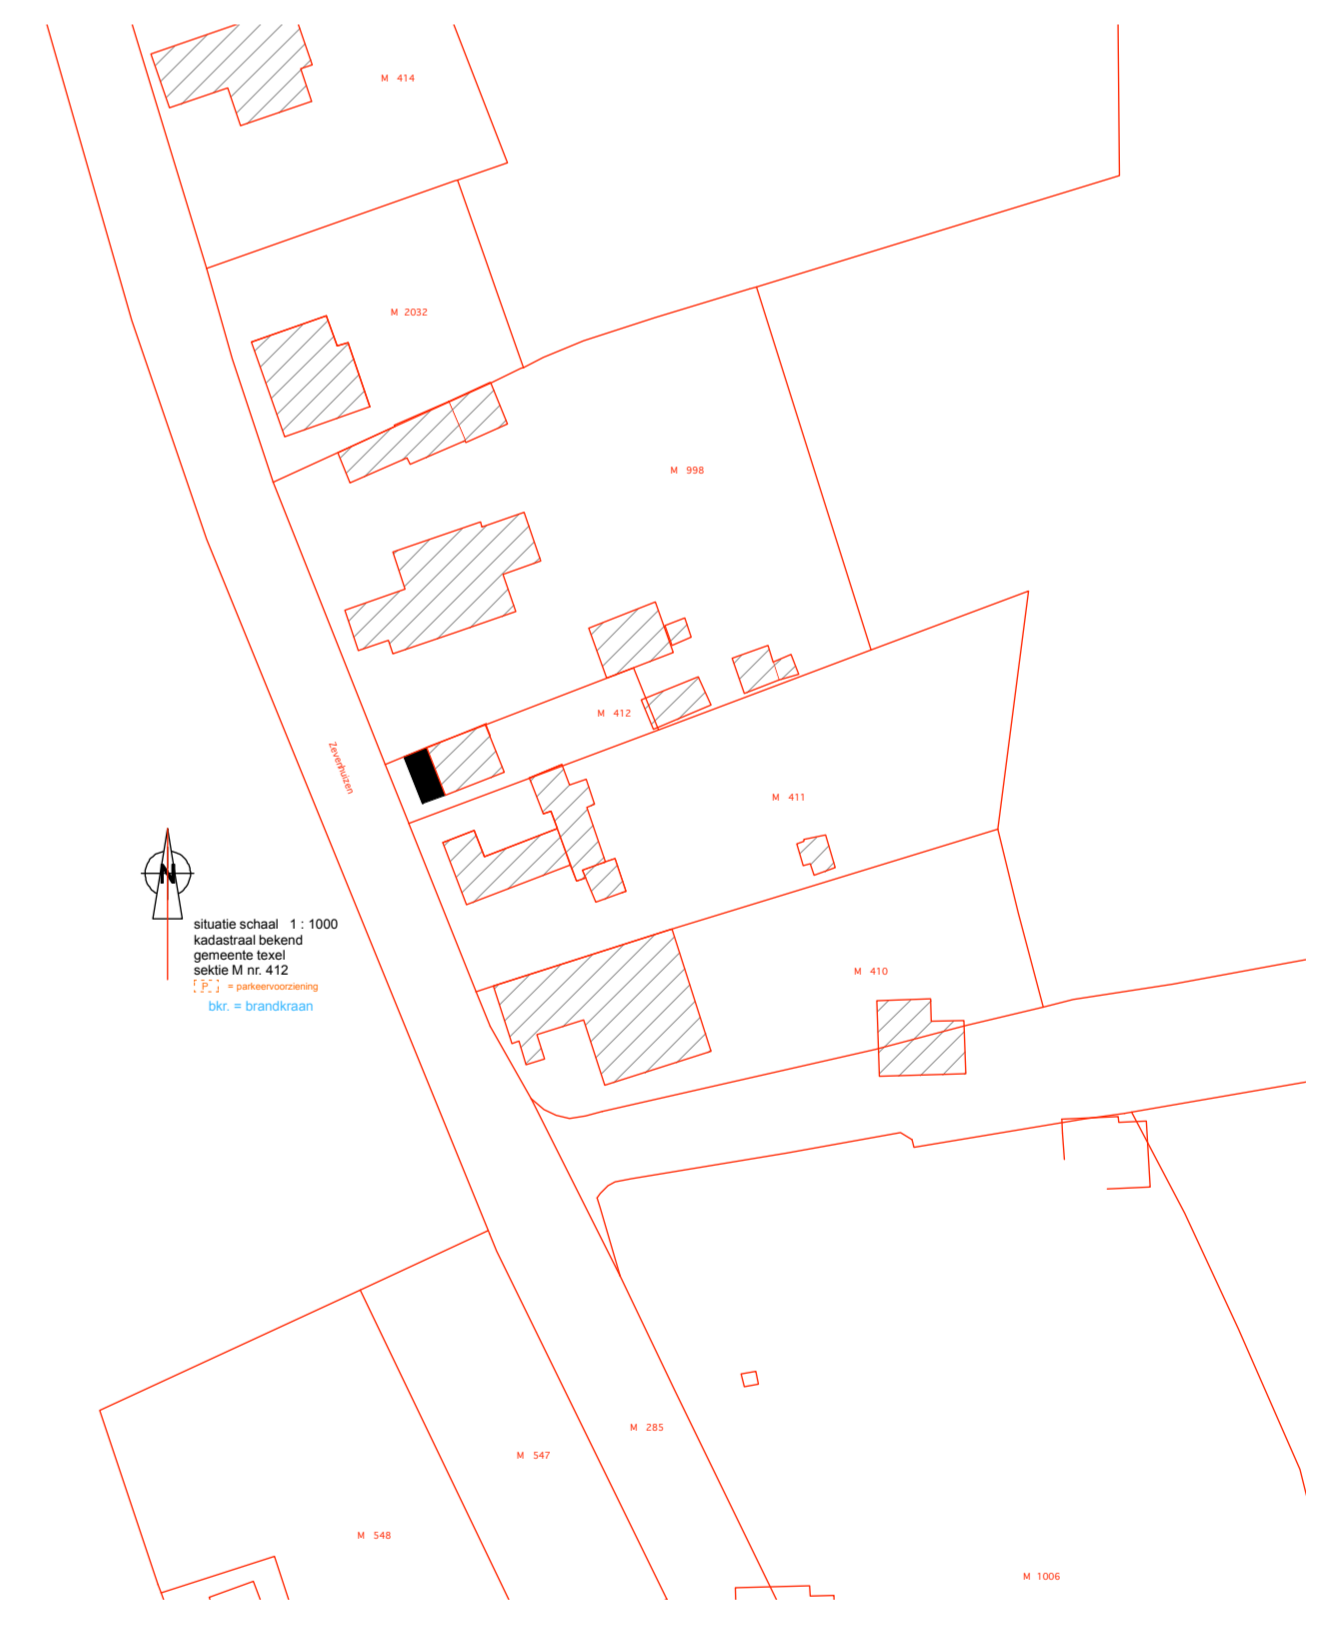 M 414
M 2032
M 998
M 412
Zevenhuizen
M 411
N
situatie schaal 1 : 1000
kadastraal bekend
gemeente texel
sektie M nr. 412
P = parkeervoorziening
bkr. = brandkraan
M 410
M 285
M 547
M 548
M 1006